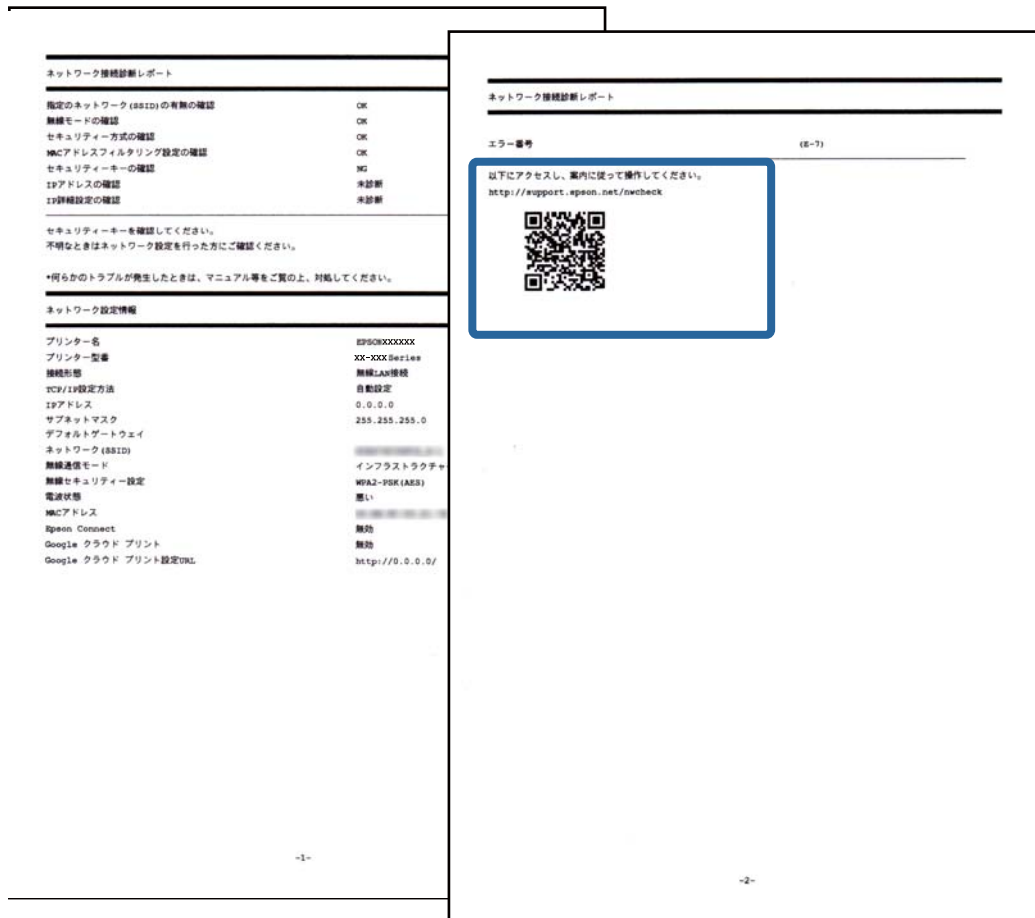 ネットワーク接続診断レポート
指定のネットワーク(SSID)の有無の確認 OK
無線モードの確認 OK
セキュリティー方式の確認 OK
MACアドレスフィルタリング設定の確認 OK
セキュリティーキーの確認 NG
IPアドレスの確認 未診断
IP詳細設定の確認 未診断
セキュリティーキーを確認してください。
不明なときはネットワーク設定を行った方にご確認ください。
*何らかのトラブルが発生したときは、マニュアル等をご覧の上、対処してください。
ネットワーク設定情報
プリンター名 EPSONXXXXXX
プリンター型番 XX-XXX Series
接続形態 無線LAN接続
TCP/IP設定方法 自動設定
IPアドレス 0.0.0.0
サブネットマスク 255.255.255.0
デフォルトゲートウェイ
ネットワーク(SSID)
無線通信モード インフラストラクチャ
無線セキュリティー設定 WPA2-PSK(AES)
電波状態 悪い
MACアドレス
Epson Connect 無効
Google クラウド プリント 無効
Google クラウド プリント設定URL http://0.0.0.0/
-1-
ネットワーク接続診断レポート
エラー番号 (E-7)
以下にアクセスし、案内に従って操作してください。
http://support.epson.net/nwcheck
-2-